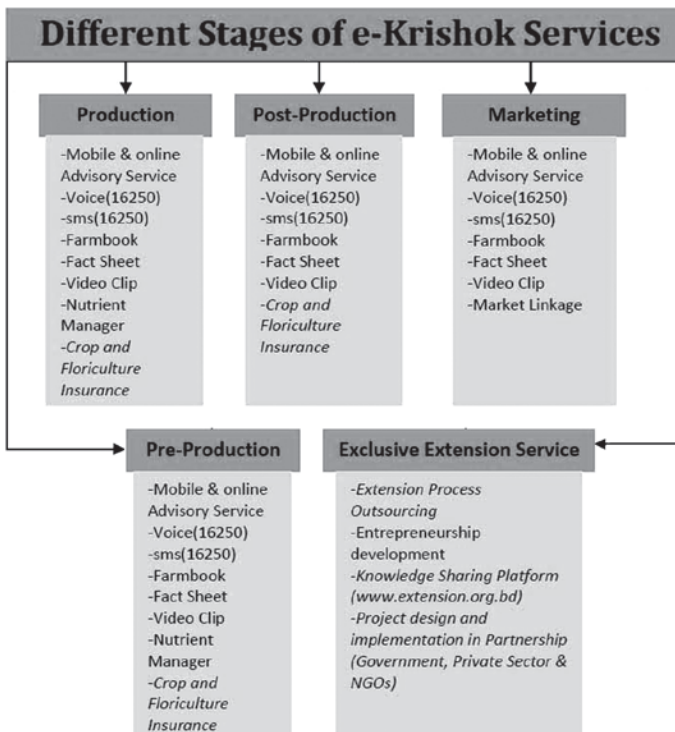 Different Stages of e-Krishok Services
Production
-Mobile & online
Advisory Service
-Voice(16250)
-sms(16250)
-Farmbook
-Fact Sheet
-Video Clip
-Nutrient
Manager
-Crop and
Floriculture
Insurance
Post-Production
-Mobile & online
Advisory Service
-Voice(16250)
-sms(16250)
-Farmbook
-Fact Sheet
-Video Clip
-Crop and
Floriculture
Insurance
Marketing
-Mobile & online
Advisory Service
-Voice(16250)
-sms(16250)
-Farmbook
-Fact Sheet
-Video Clip
-Market Linkage
Pre-Production
-Mobile & online
Advisory Service
-Voice(16250)
-sms(16250)
-Farmbook
-Fact Sheet
-Video Clip
-Nutrient
Manager
-Crop and
Floriculture
Insurance
Exclusive Extension Service
-Extension Process
Outsourcing
-Entrepreneurship
development
-Knowledge Sharing Platform
(www.extension.org.bd)
-Project design and
implementation in Partnership
(Government, Private Sector &
NGOs)